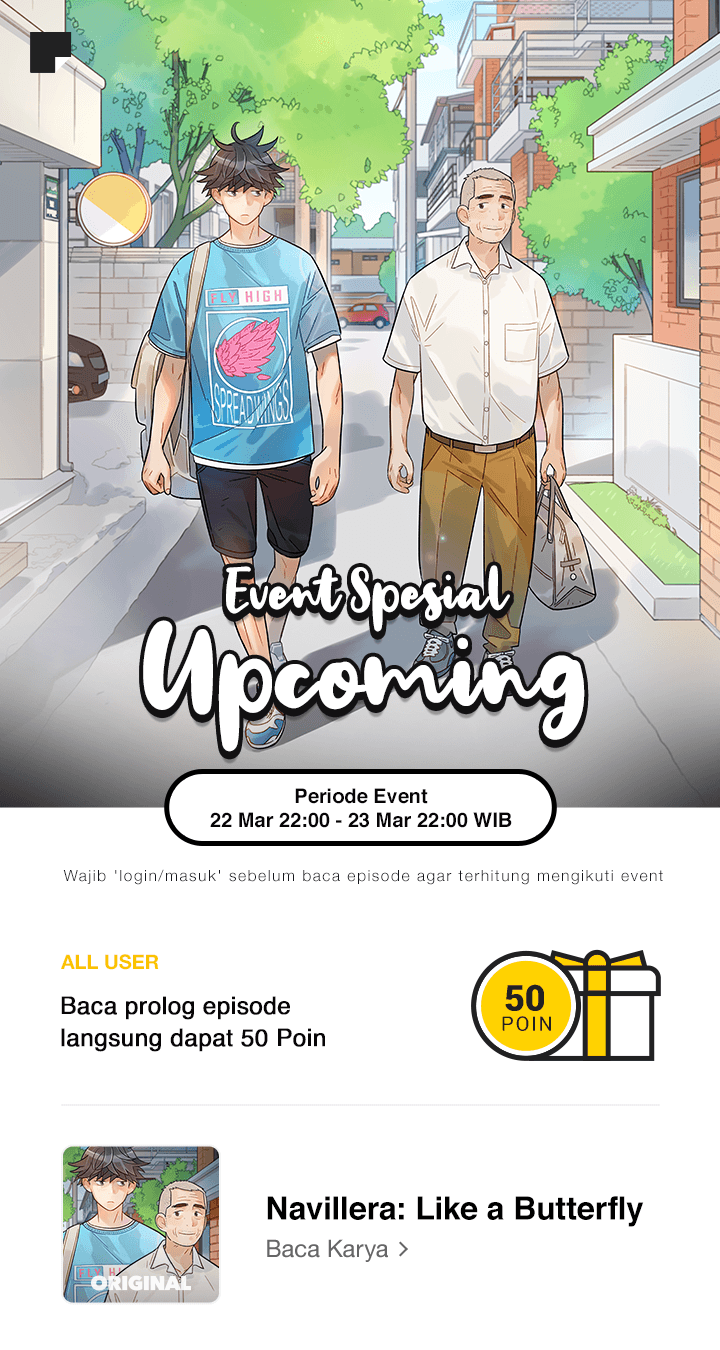 FLY HIGH
SPREADWINGS
Event Spesial
Upcoming
Periode Event
22 Mar 22:00 - 23 Mar 22:00 WIB
Wajib 'login/masuk' sebelum baca episode agar terhitung mengikuti event
ALL USER
Baca prolog episode
langsung dapat 50 Poin
50
POIN
FLY H
ORIGINAL
Navillera: Like a Butterfly
Baca Karya >